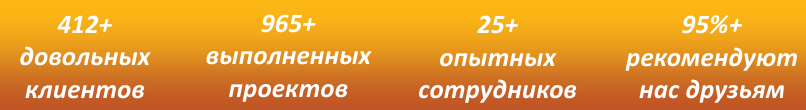 412+
довольных
клиентов
965+
выполненных
проектов
25+
опытных
сотрудников
95%+
рекомендуют
нас друзьям